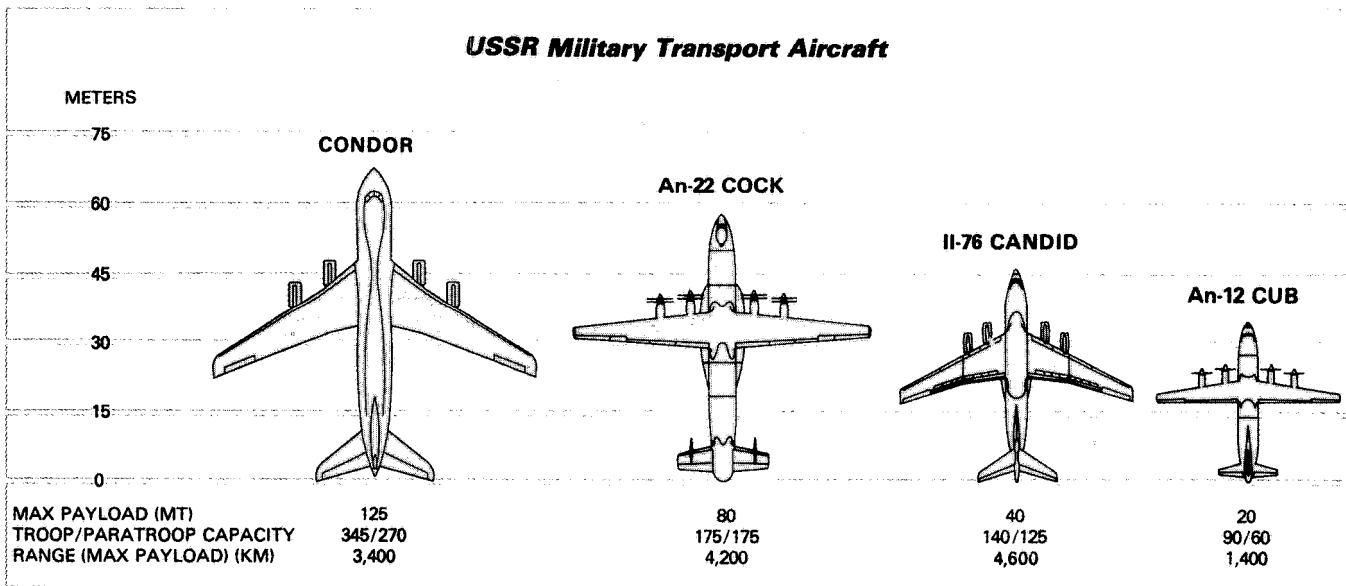 USSR Military Transport Aircraft
METERS
75
CONDOR
An-22 COCK
60
Il-76 CANDID
45
An-12 CUB
30
15
0
MAX PAYLOAD (MT) 125 80 40 20
TROOP/PARATROOP CAPACITY 345/270 175/175 140/125 90/60
RANGE (MAX PAYLOAD) (KM) 3,400 4,200 4,600 1,400